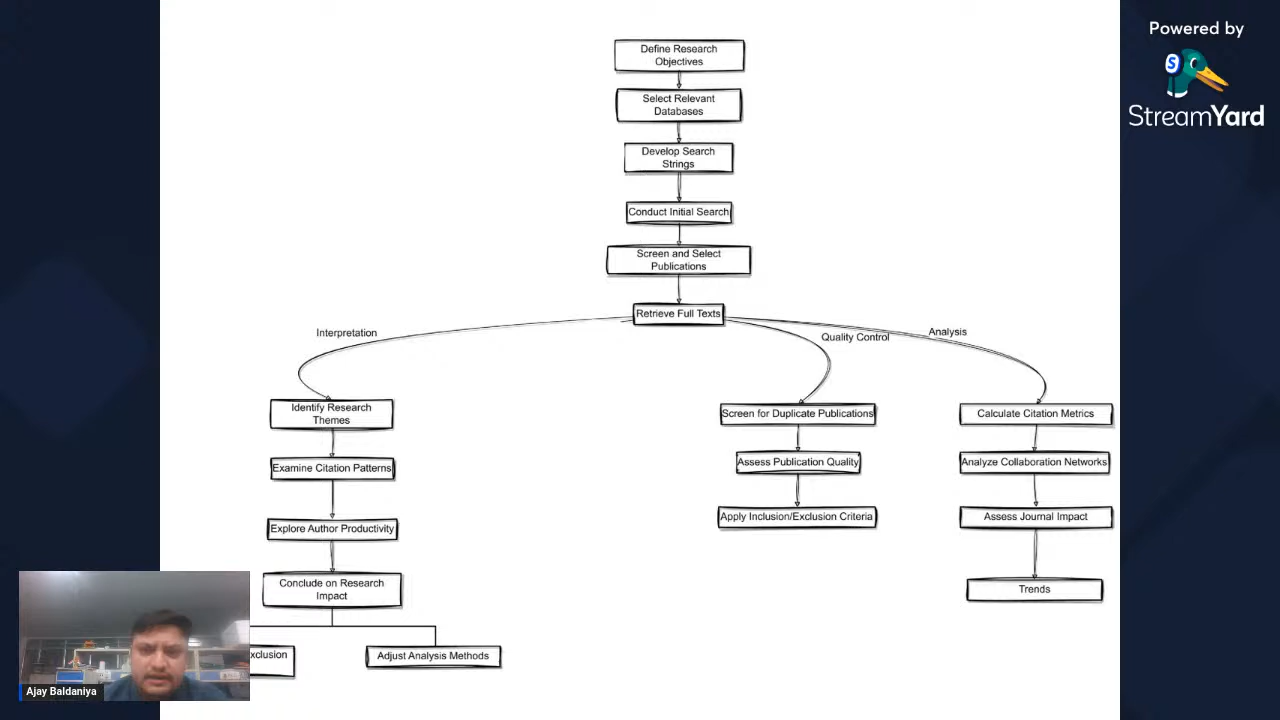 Powered by
StreamYard
Define Research
Objectives
Select Relevant
Databases
Develop Search
Strings
Conduct Initial Search
Screen and Select
Publications
Retrieve Full Texts
Interpretation
Quality Control
Analysis
Identify Research
Themes
Screen for Duplicate Publications
Calculate Citation Metrics
Examine Citation Patterns
Assess Publication Quality
Analyze Collaboration Networks
Explore Author Productivity
Apply Inclusion/Exclusion Criteria
Assess Journal Impact
Conclude on Research
Impact
Trends
xclusion
Adjust Analysis Methods
Ajay Baldaniya